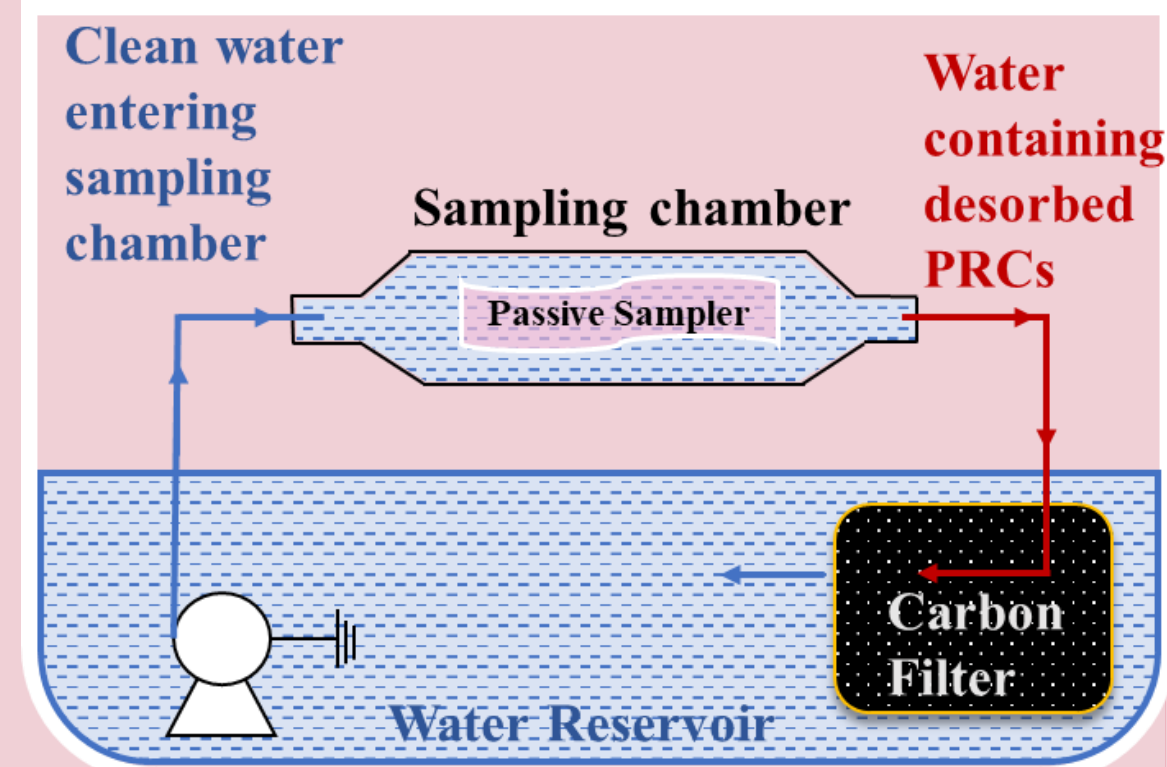 Clean water
entering
sampling
chamber
Water
containing
desorbed
PRCs
Sampling chamber
Passive Sampler
Carbon
Filter
Water Reservoir